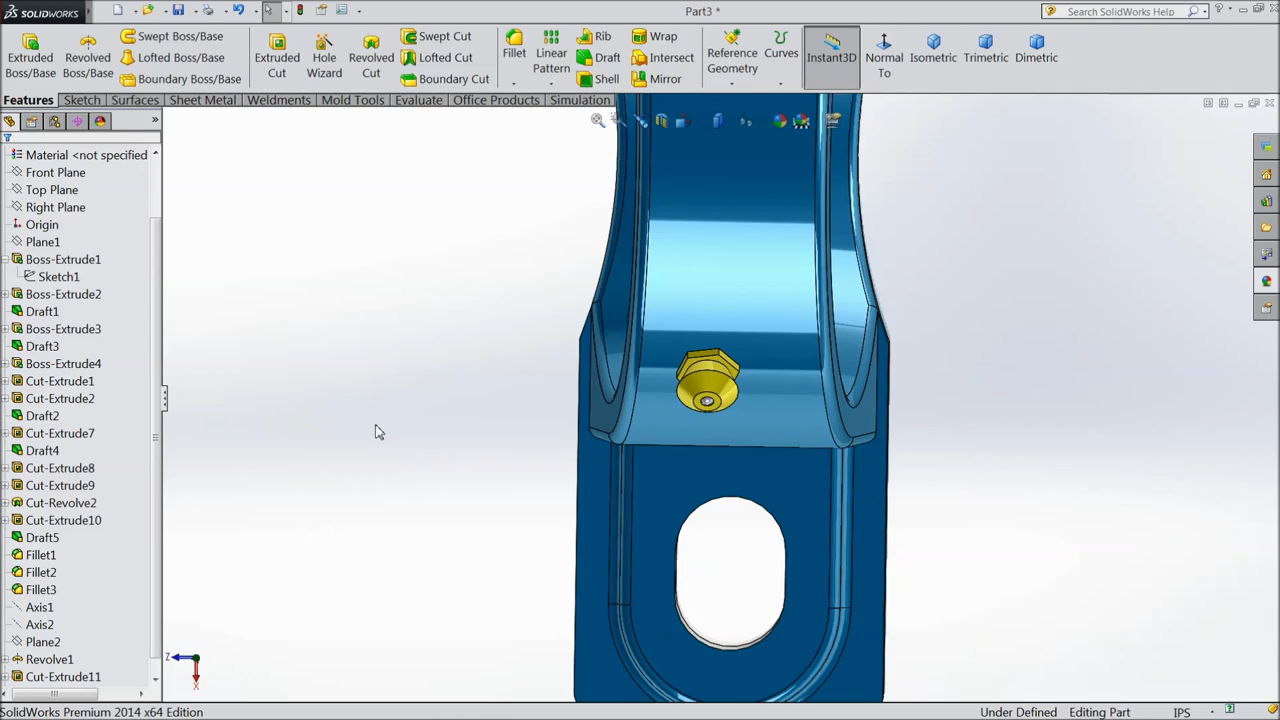 SOLIDWORKS
Part3 *
Search SolidWorks Help
Extruded Boss/Base
Revolved Boss/Base
Swept Boss/Base
Lofted Boss/Base
Boundary Boss/Base
Extruded Cut
Hole Wizard
Revolved Cut
Swept Cut
Lofted Cut
Boundary Cut
Fillet
Linear Pattern
Rib
Draft
Shell
Wrap
Intersect
Mirror
Reference Geometry
Curves
Instant3D
Normal To
Isometric
Trimetric
Dimetric
Features Sketch Surfaces Sheet Metal Weldments Mold Tools Evaluate Office Products Simulation
Material <not specified
Front Plane
Top Plane
Right Plane
Origin
Plane1
Boss-Extrude1
Sketch1
Boss-Extrude2
Draft1
Boss-Extrude3
Draft3
Boss-Extrude4
Cut-Extrude1
Cut-Extrude2
Draft2
Cut-Extrude7
Draft4
Cut-Extrude8
Cut-Extrude9
Cut-Revolve2
Cut-Extrude10
Draft5
Fillet1
Fillet2
Fillet3
Axis1
Axis2
Plane2
Revolve1
Cut-Extrude11
Z
X
SolidWorks Premium 2014 x64 Edition
Under Defined Editing Part IPS